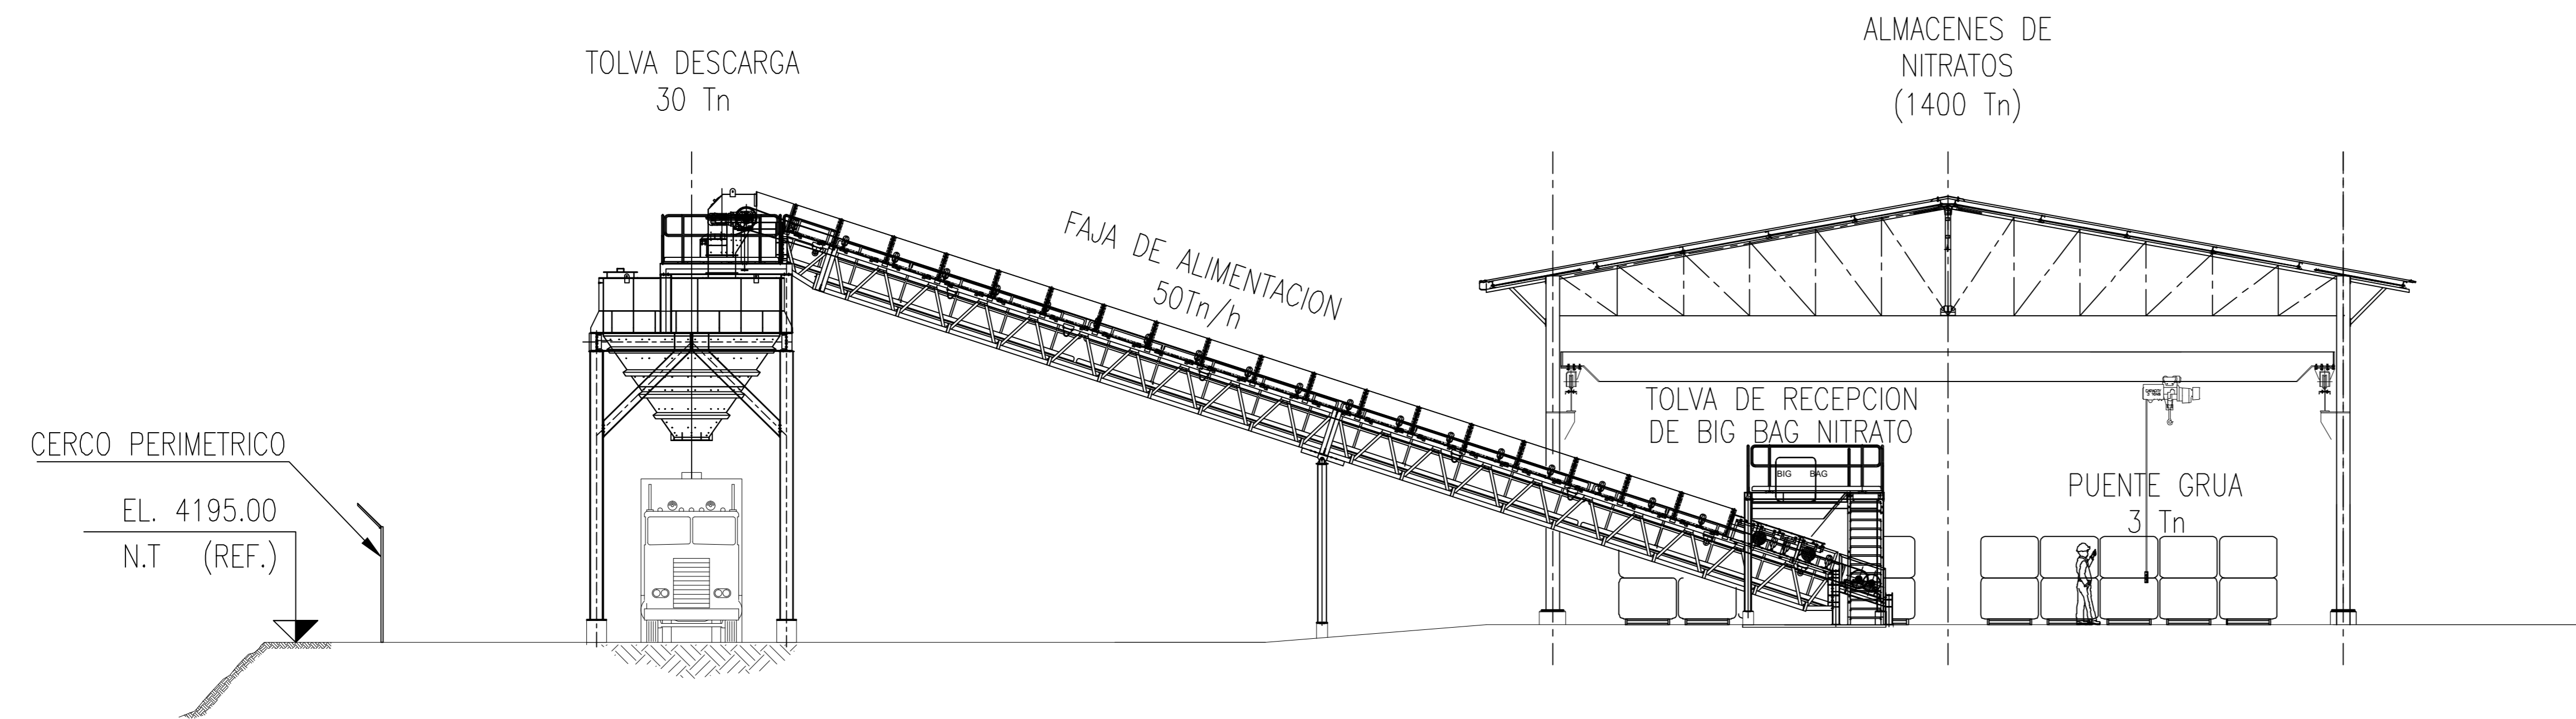 TOLVA DESCARGA
30 Tn
ALMACENES DE
NITRATOS
(1400 Tn)
FAJA DE ALIMENTACION
50Tn/h
TOLVA DE RECEPCION
DE BIG BAG NITRATO
BIG BAG
PUENTE GRUA
3 Tn
CERCO PERIMETRICO
EL. 4195.00
N.T (REF.)